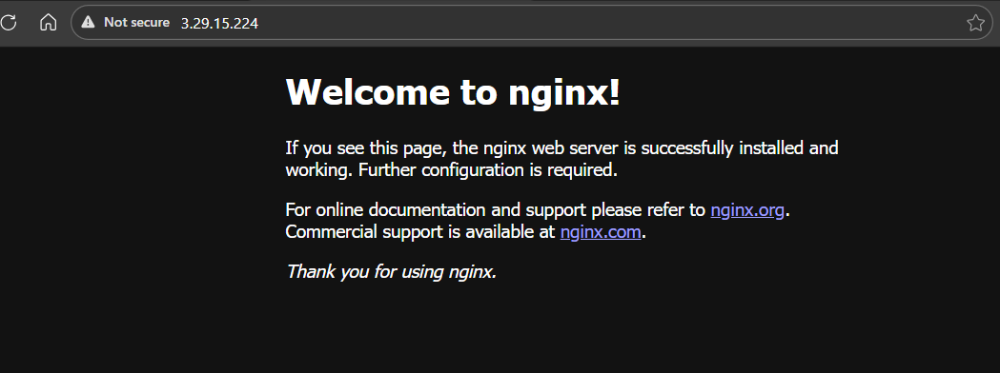 Not secure 3.29.15.224
Welcome to nginx!
If you see this page, the nginx web server is successfully installed and
working. Further configuration is required.
For online documentation and support please refer to nginx.org.
Commercial support is available at nginx.com.
Thank you for using nginx.